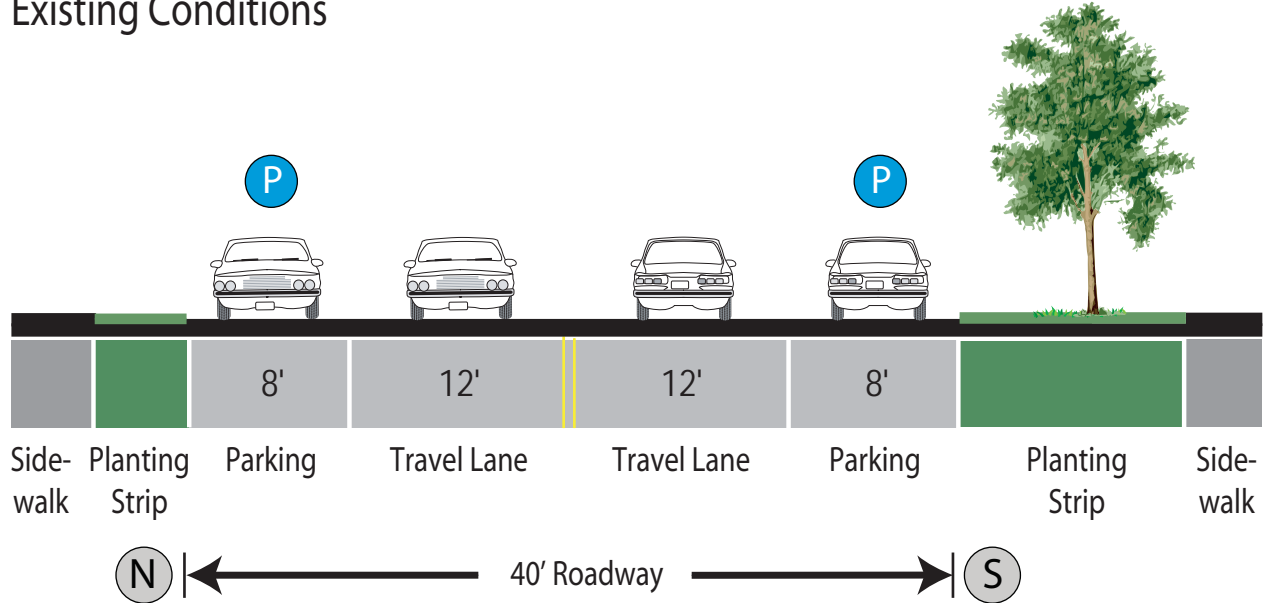 Existing Conditions
P P
8' 12' 12' 8'
Side- Planting Parking Travel Lane Travel Lane Parking Planting Side-
walk Strip Strip walk
N 40' Roadway S